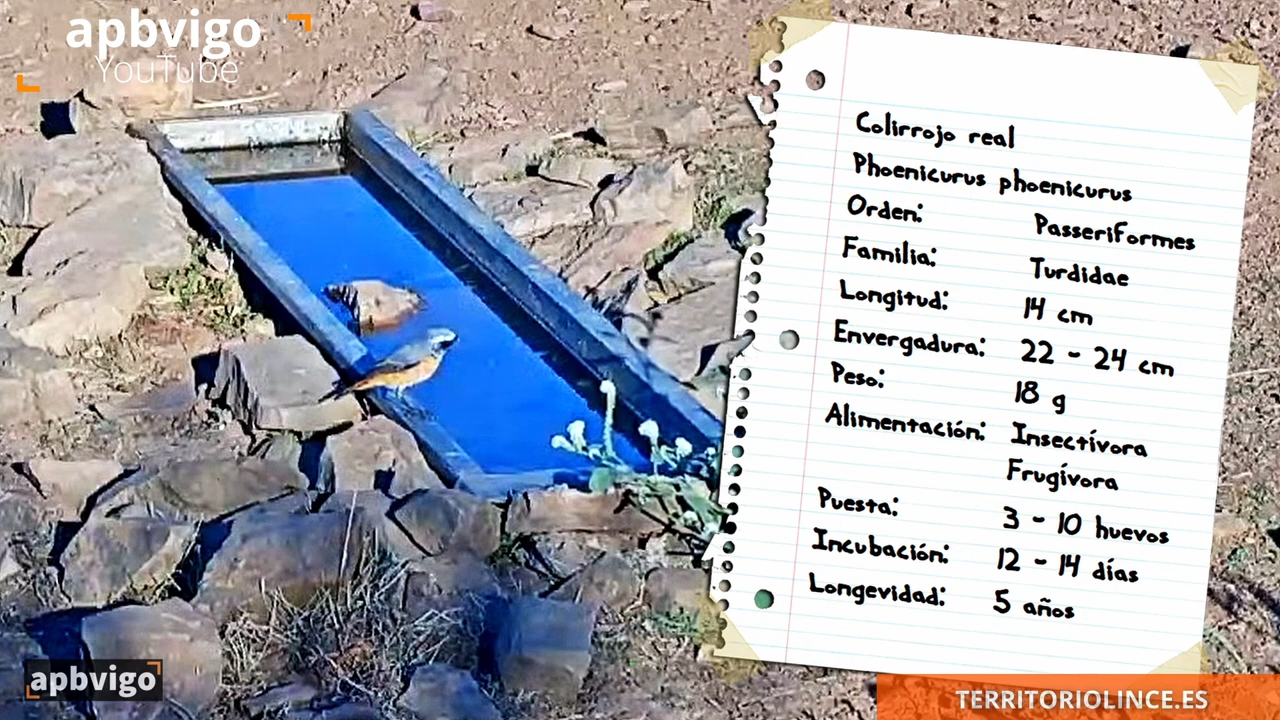 apbvigo
YouTube
Colirrojo real
Phoenicurus phoenicurus
Orden: Passeriformes
Familia: Turdidae
Longitud: 14 cm
Envergadura: 22 - 24 cm
Peso: 18 g
Alimentación: Insectívora
Frugívora
Puesta: 3 - 10 huevos
Incubación: 12 - 14 días
Longevidad: 5 años
apbvigo
TERRITORIOLINCE.ES